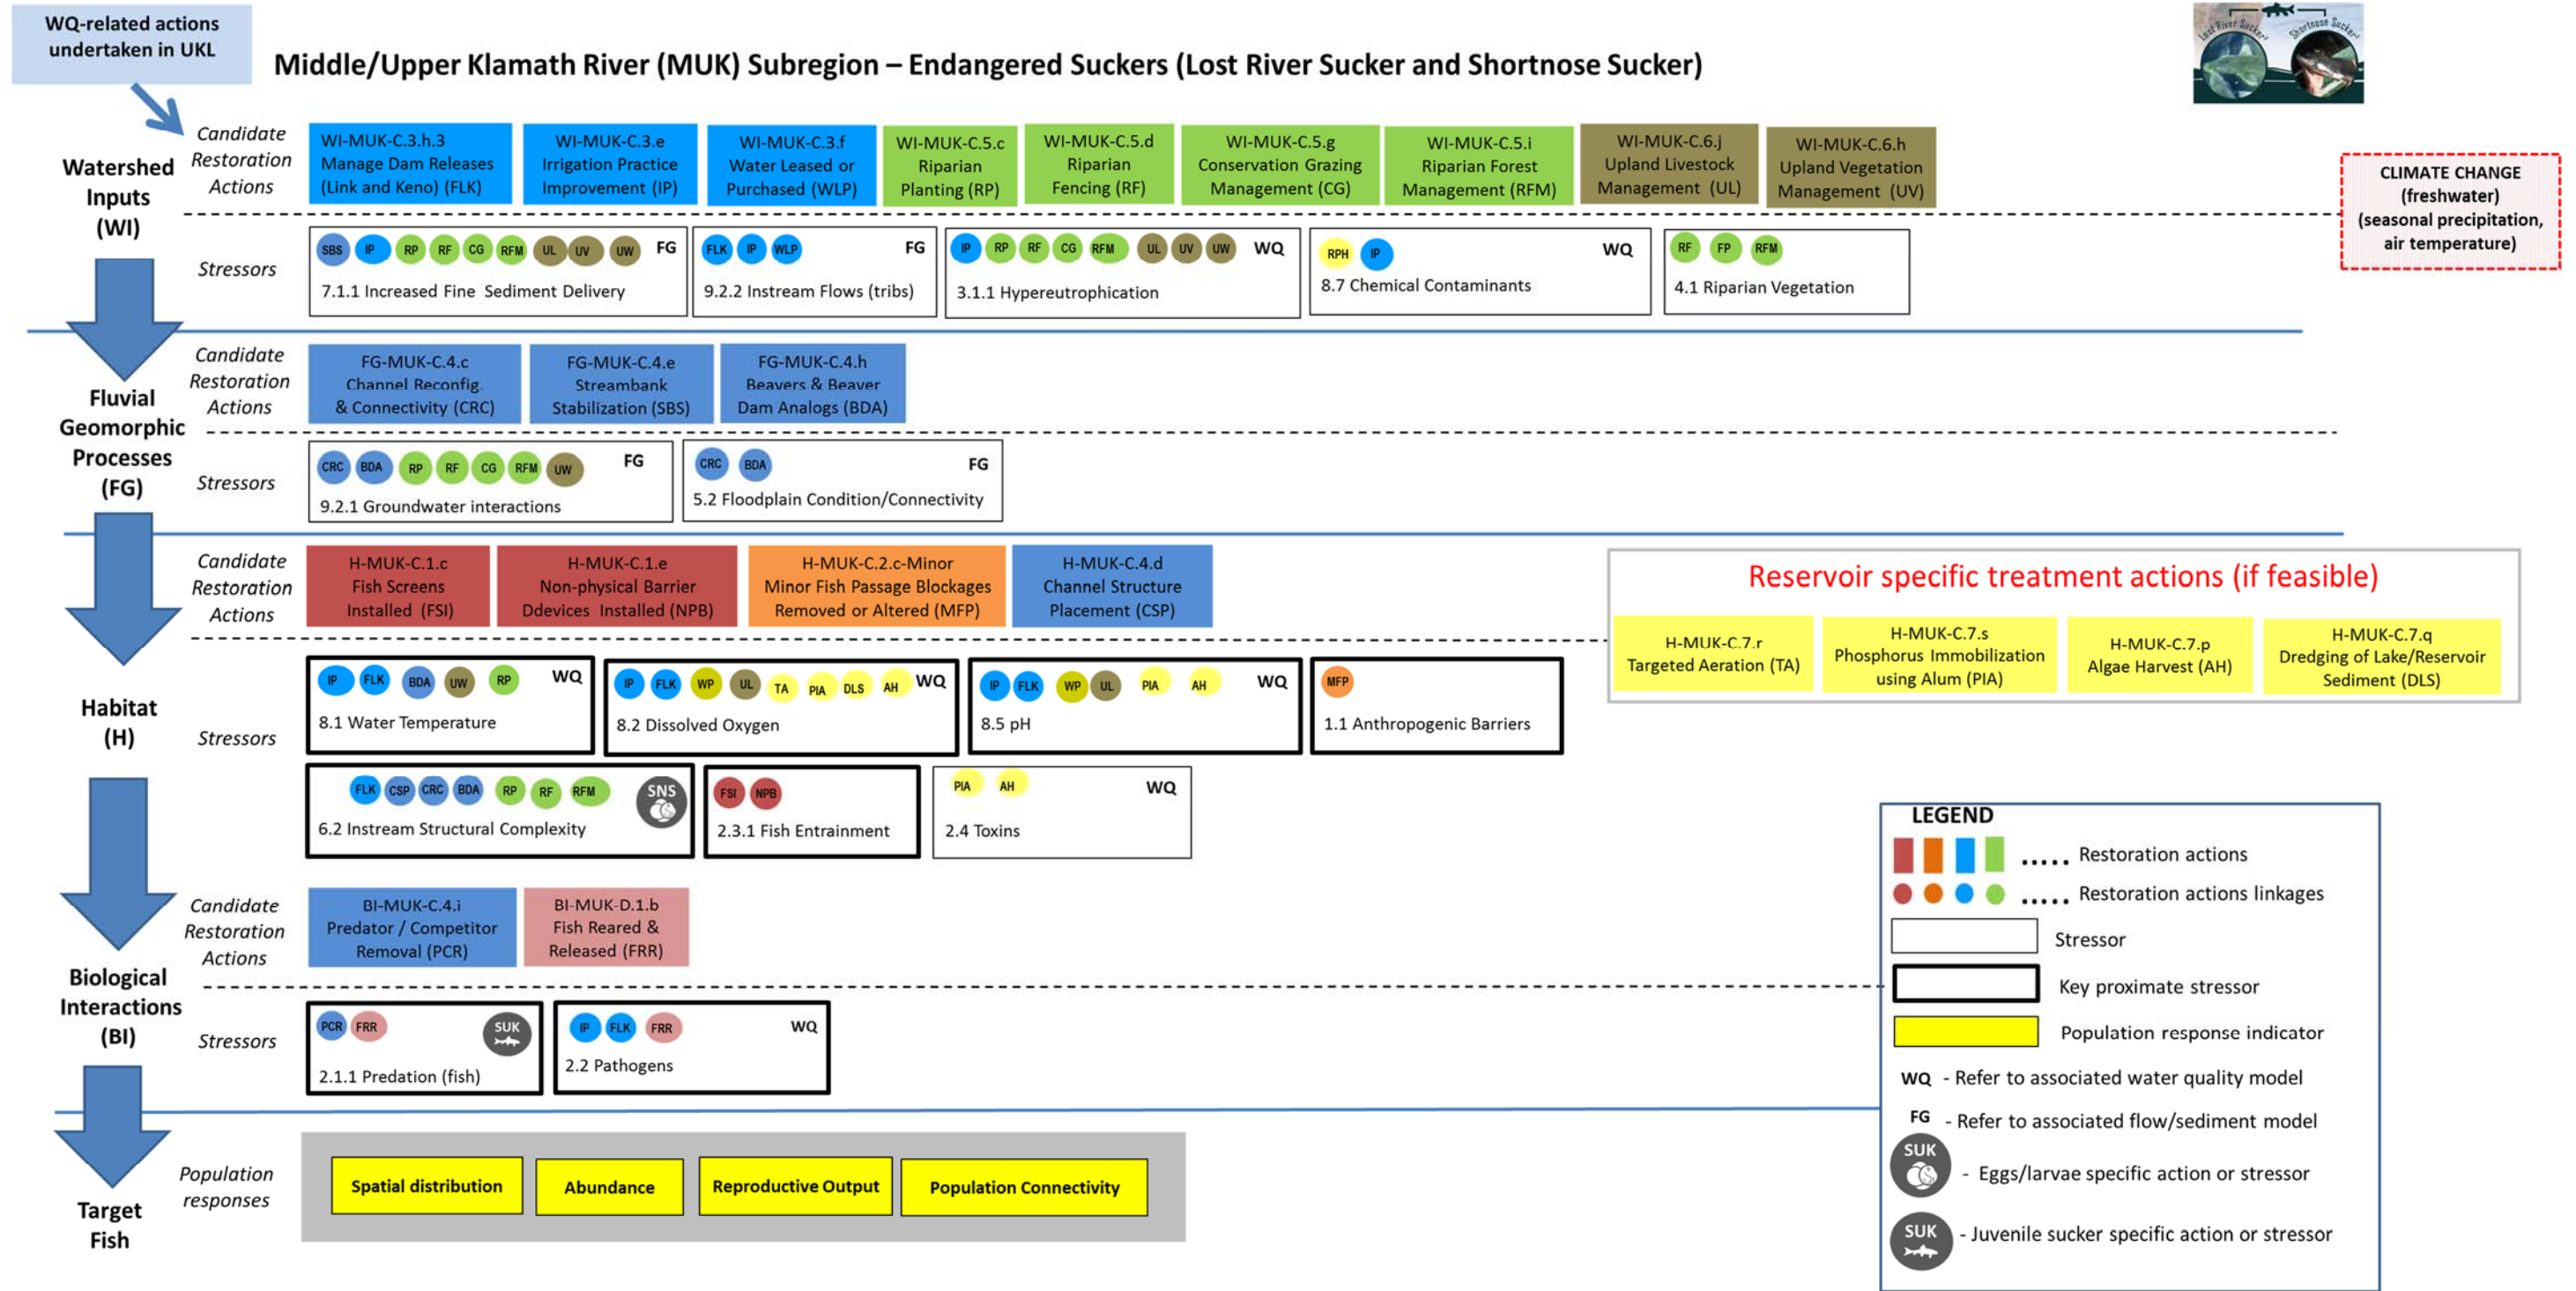 WQ-related actions
undertaken in UKL
Middle/Upper Klamath River (MUK) Subregion – Endangered Suckers (Lost River Sucker and Shortnose Sucker)
Lost River Sucker
Shortnose Sucker
Watershed
Inputs
(WI)
Candidate
Restoration
Actions
WI-MUK-C.3.h.3
Manage Dam Releases
(Link and Keno) (FLK)
WI-MUK-C.3.e
Irrigation Practice
Improvement (IP)
WI-MUK-C.3.f
Water Leased or
Purchased (WLP)
WI-MUK-C.5.c
Riparian
Planting (RP)
WI-MUK-C.5.d
Riparian
Fencing (RF)
WI-MUK-C.5.g
Conservation Grazing
Management (CG)
WI-MUK-C.5.i
Riparian Forest
Management (RFM)
WI-MUK-C.6.j
Upland Livestock
Management (UL)
WI-MUK-C.6.h
Upland Vegetation
Management (UV)
CLIMATE CHANGE
(freshwater)
(seasonal precipitation,
air temperature)
Stressors
SBS IP RP RF CG RFM UL UV UW FG
7.1.1 Increased Fine Sediment Delivery
FLK IP WLP FG
9.2.2 Instream Flows (tribs)
IP RP RF CG RFM UL UV UW WQ
3.1.1 Hypereutrophication
RPH IP WQ
8.7 Chemical Contaminants
RF FP RFM
4.1 Riparian Vegetation
Fluvial
Geomorphic
Processes
(FG)
Candidate
Restoration
Actions
FG-MUK-C.4.c
Channel Reconfig.
& Connectivity (CRC)
FG-MUK-C.4.e
Streambank
Stabilization (SBS)
FG-MUK-C.4.h
Beavers & Beaver
Dam Analogs (BDA)
Stressors
CRC BDA RP RF CG RFM UW FG
9.2.1 Groundwater interactions
CRC BDA FG
5.2 Floodplain Condition/Connectivity
Habitat
(H)
Candidate
Restoration
Actions
H-MUK-C.1.c
Fish Screens
Installed (FSI)
H-MUK-C.1.e
Non-physical Barrier
Ddevices Installed (NPB)
H-MUK-C.2.c-Minor
Minor Fish Passage Blockages
Removed or Altered (MFP)
H-MUK-C.4.d
Channel Structure
Placement (CSP)
Reservoir specific treatment actions (if feasible)
H-MUK-C.7.r
Targeted Aeration (TA)
H-MUK-C.7.s
Phosphorus Immobilization
using Alum (PIA)
H-MUK-C.7.p
Algae Harvest (AH)
H-MUK-C.7.q
Dredging of Lake/Reservoir
Sediment (DLS)
Stressors
IP FLK BDA UW RP WQ
8.1 Water Temperature
IP FLK WP UL TA PIA DLS AH WQ
8.2 Dissolved Oxygen
IP FLK WP UL PIA AH WQ
8.5 pH
MFP
1.1 Anthropogenic Barriers
FLK CSP CRC BDA RP RF RFM SNS
6.2 Instream Structural Complexity
FSI NPB
2.3.1 Fish Entrainment
PIA AH WQ
2.4 Toxins
Biological
Interactions
(BI)
Candidate
Restoration
Actions
BI-MUK-C.4.i
Predator / Competitor
Removal (PCR)
BI-MUK-D.1.b
Fish Reared &
Released (FRR)
Stressors
PCR FRR SUK
2.1.1 Predation (fish)
IP FLK FRR WQ
2.2 Pathogens
Target
Fish
Population
responses
Spatial distribution
Abundance
Reproductive Output
Population Connectivity
LEGEND
..... Restoration actions
..... Restoration actions linkages
Stressor
Key proximate stressor
Population response indicator
WQ - Refer to associated water quality model
FG - Refer to associated flow/sediment model
SUK - Eggs/larvae specific action or stressor
SUK - Juvenile sucker specific action or stressor